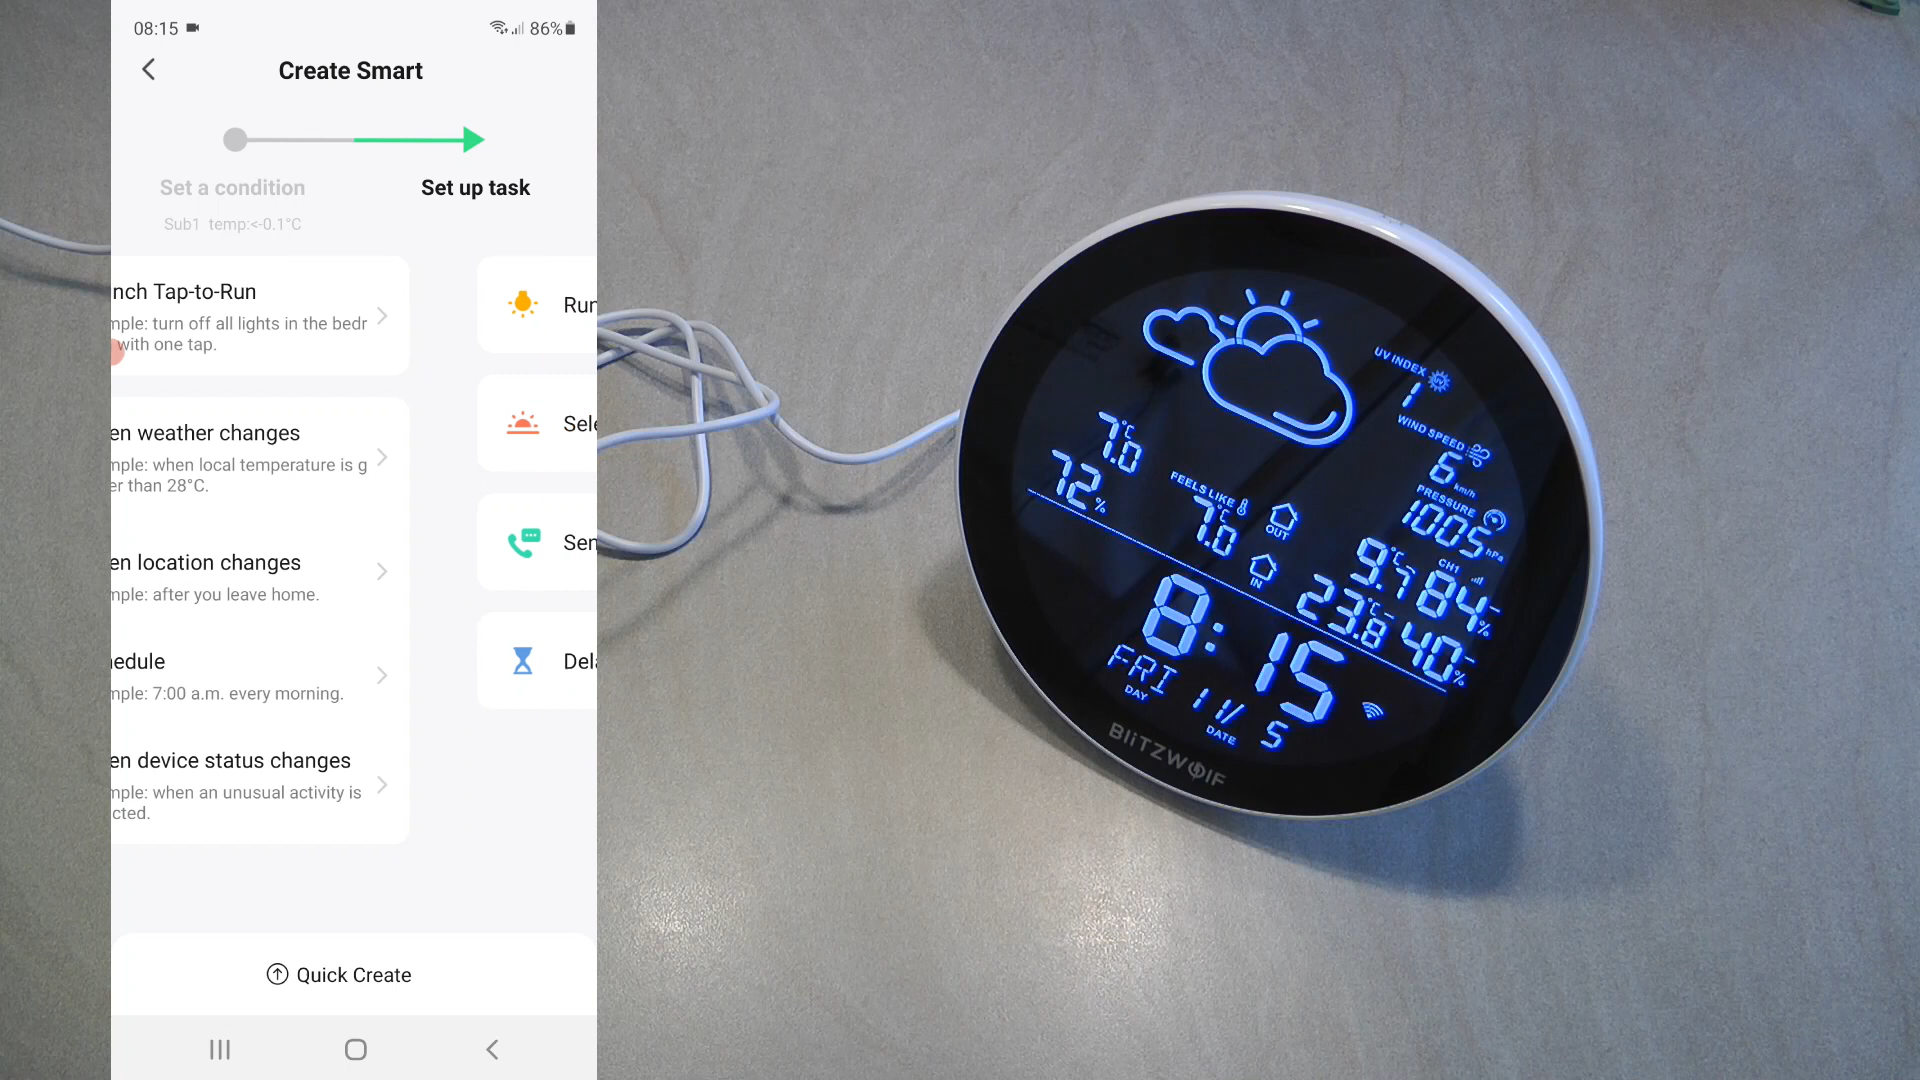 08:15
86%
Create Smart
Set a condition
Set up task
Sub1 temp:<-0.1°C
nch Tap-to-Run
mple: turn off all lights in the bedr
with one tap.
en weather changes
mple: when local temperature is g
er than 28°C.
en location changes
mple: after you leave home.
nedule
mple: 7:00 a.m. every morning.
en device status changes
mple: when an unusual activity is
cted.
Run
Sele
Sen
Dela
Quick Create
UV INDEX
UV
1
WIND SPEED
6 km/h
PRESSURE
1005 hPa
7.0 °C
72 %
FEELS LIKE
7.0 °C
OUT
IN
CH1
9.7 °C 84 %
23.8 °C 40 %
8:15
FRI
DAY
11/5
DATE
BLiTZWOLF